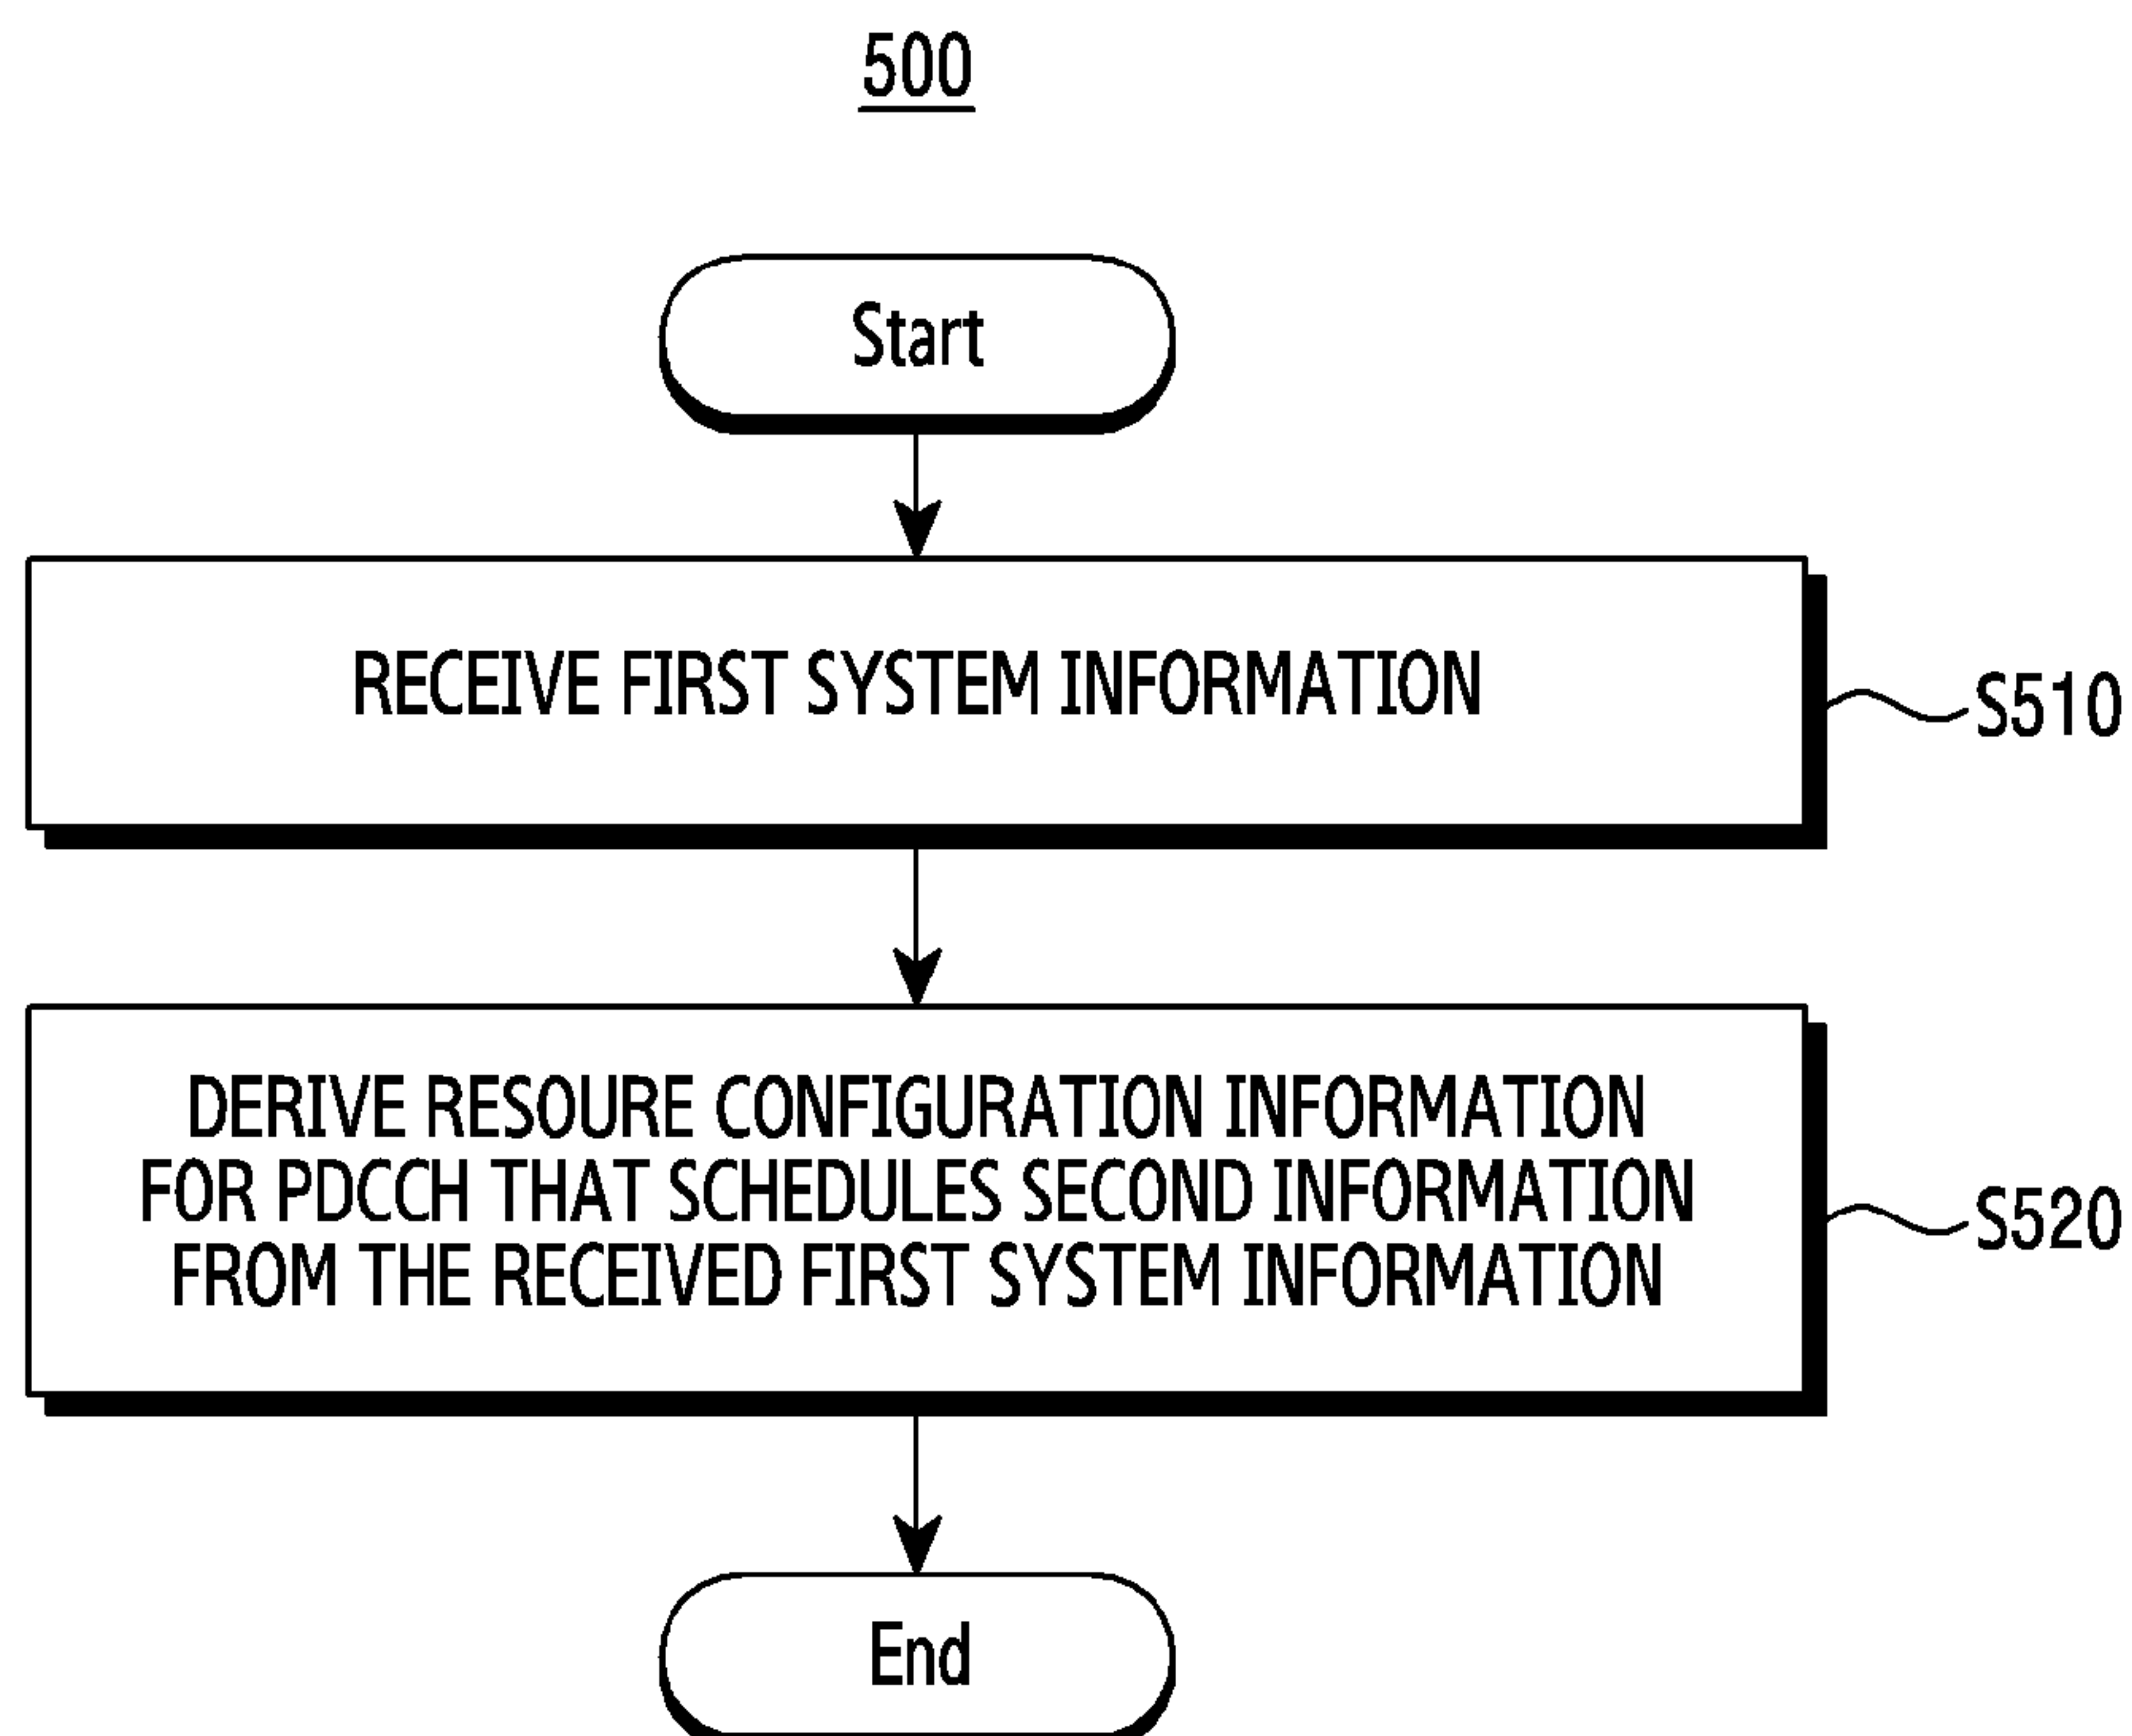 500
Start
RECEIVE FIRST SYSTEM INFORMATION
S510
DERIVE RESOURE CONFIGURATION INFORMATION
FOR PDCCH THAT SCHEDULES SECOND INFORMATION
FROM THE RECEIVED FIRST SYSTEM INFORMATION
S520
End